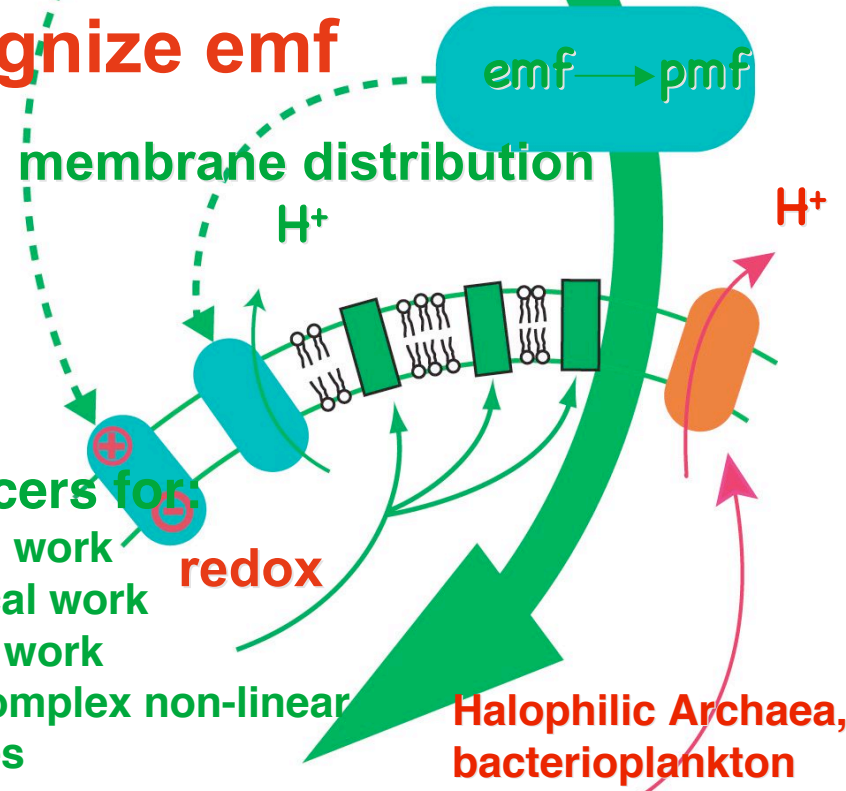 gnize emf
emf → pmf
membrane distribution
H+
H+
+
cers for:
−
work
redox
al work
work
omplex non-linear
s
Halophilic Archaea,
bacterioplankton